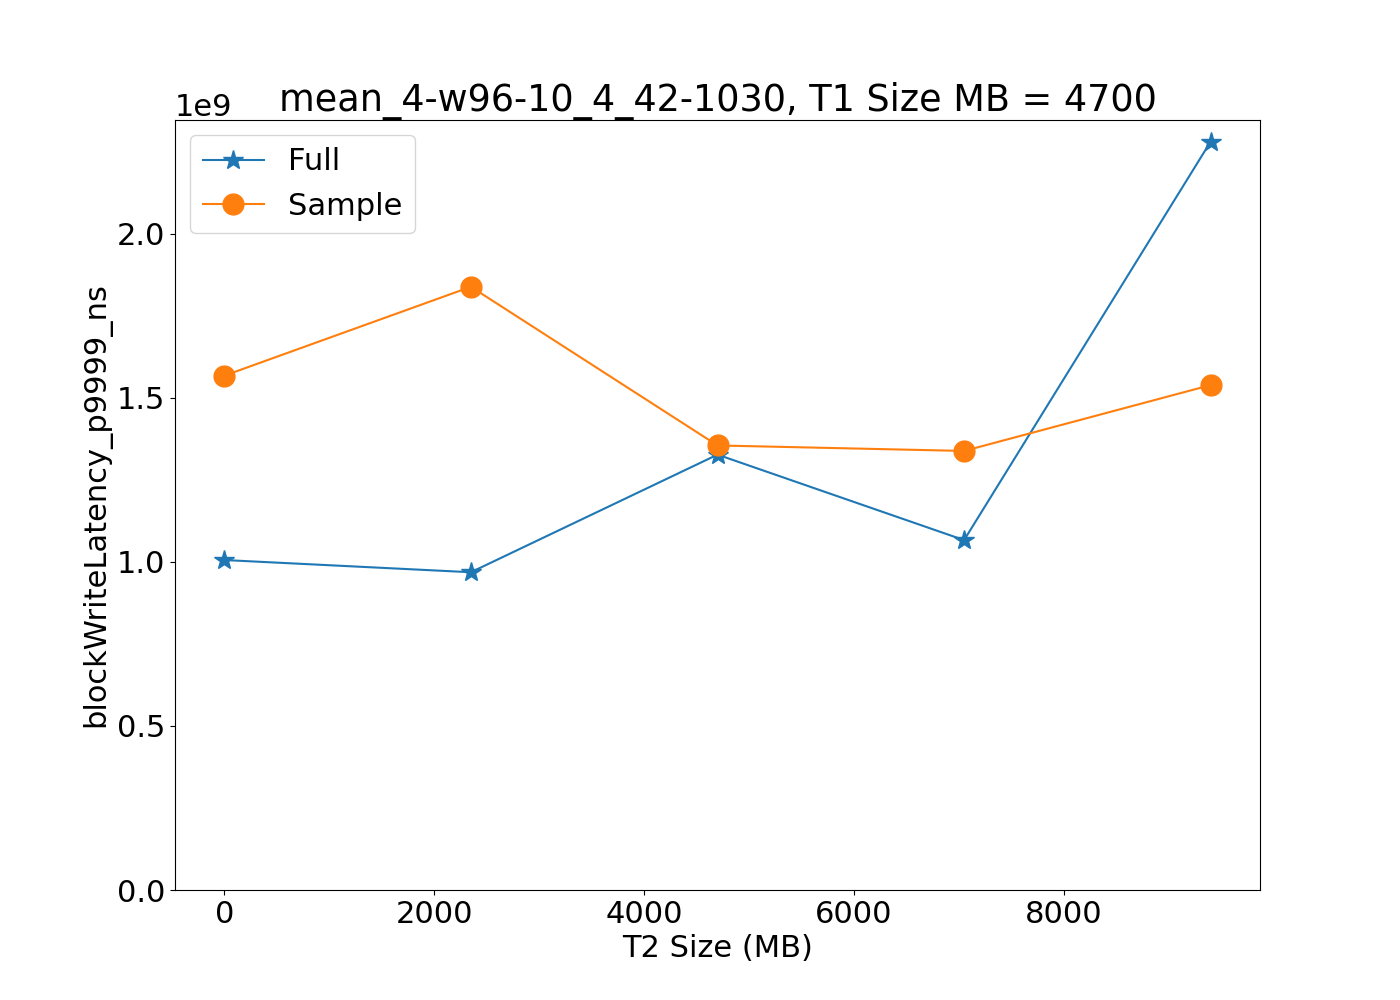 1e9
mean_4-w96-10_4_42-1030, T1 Size MB = 4700
Full
Sample
2.0
1.5
1.0
0.5
0.0
blockWriteLatency_p9999_ns
0 2000 4000 6000 8000
T2 Size (MB)